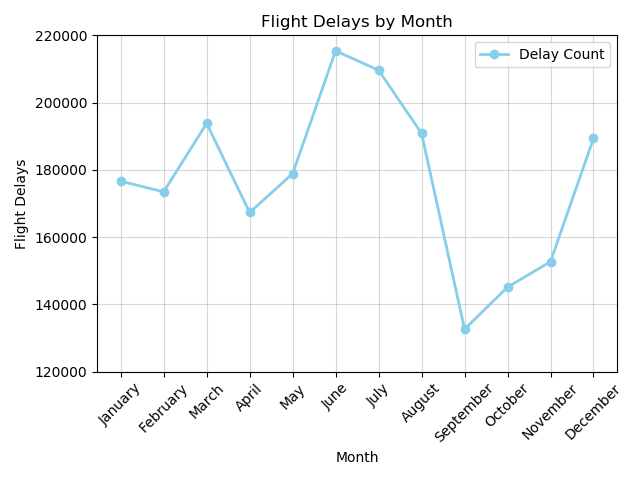 Flight Delays by Month
Delay Count
Flight Delays
220000
200000
180000
160000
140000
120000
January
February
March
April
May
June
July
August
September
October
November
December
Month